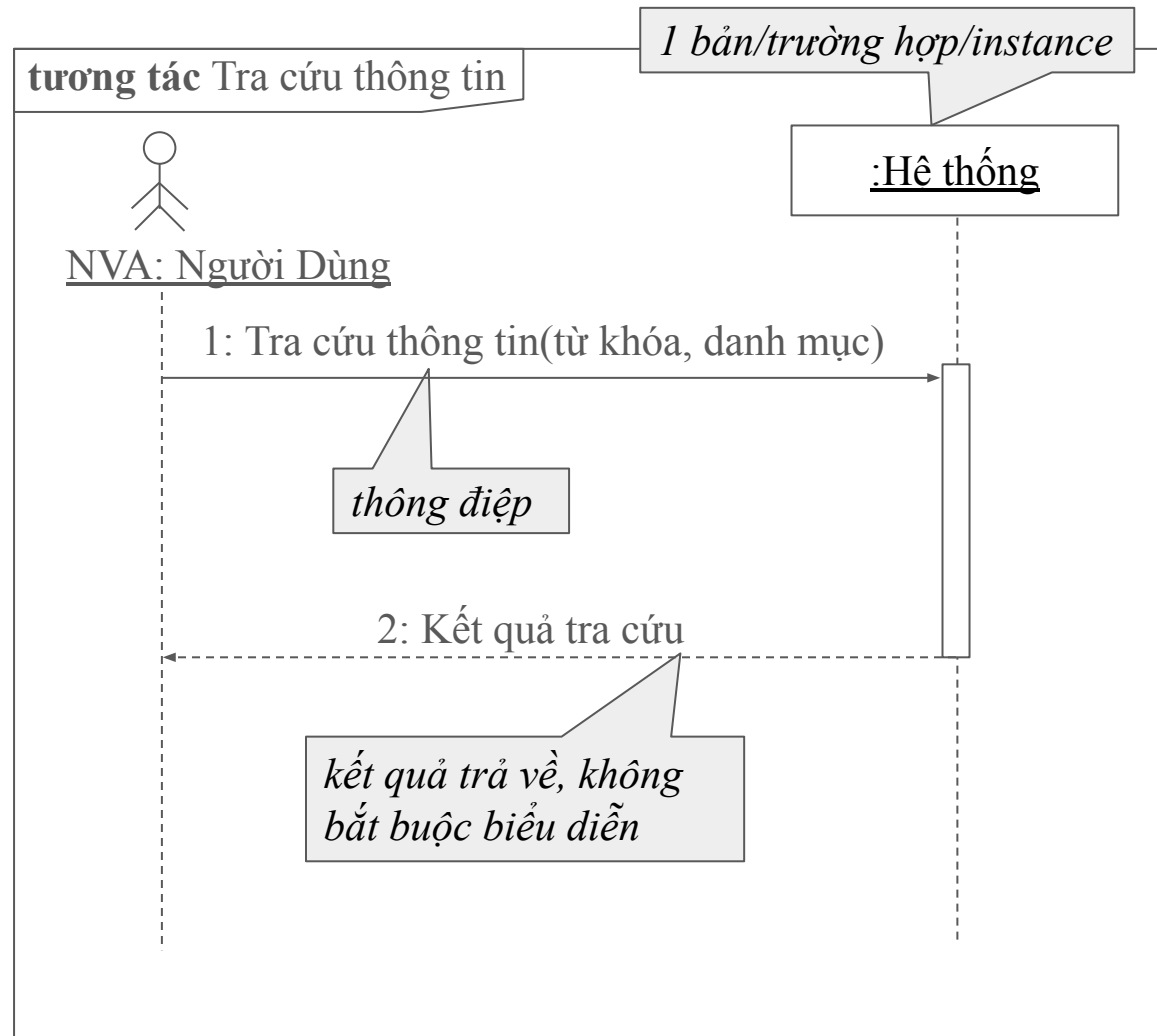 1 bản/trường hợp/instance
tương tác Tra cứu thông tin
:Hê thống
NVA: Người Dùng
1: Tra cứu thông tin(từ khóa, danh mục)
thông điệp
2: Kết quả tra cứu
kết quả trả về, không
bắt buộc biểu diễn